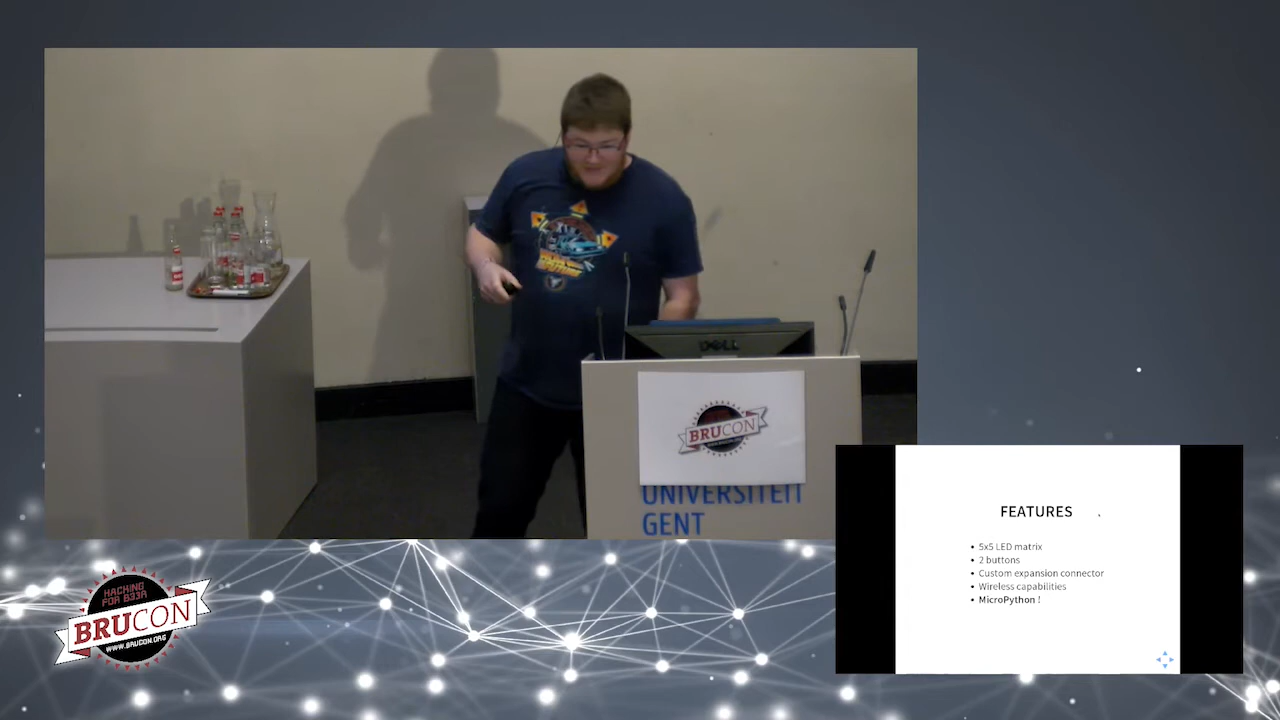 DELL
BRUCON
UNIVERSITEIT
GENT
FEATURES
5x5 LED matrix
2 buttons
Custom expansion connector
Wireless capabilities
MicroPython !
HACKING
FOR B33R
BRUCON
WWW.BRUCON.ORG